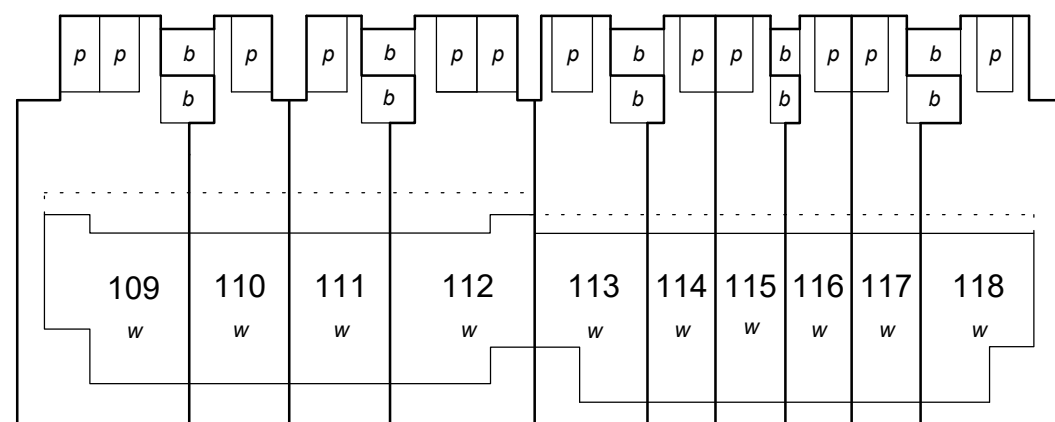 p p b p p b p p p b p p b p p b p
b b b b b
109 110 111 112 113 114 115 116 117 118
w w w w w w w w w w